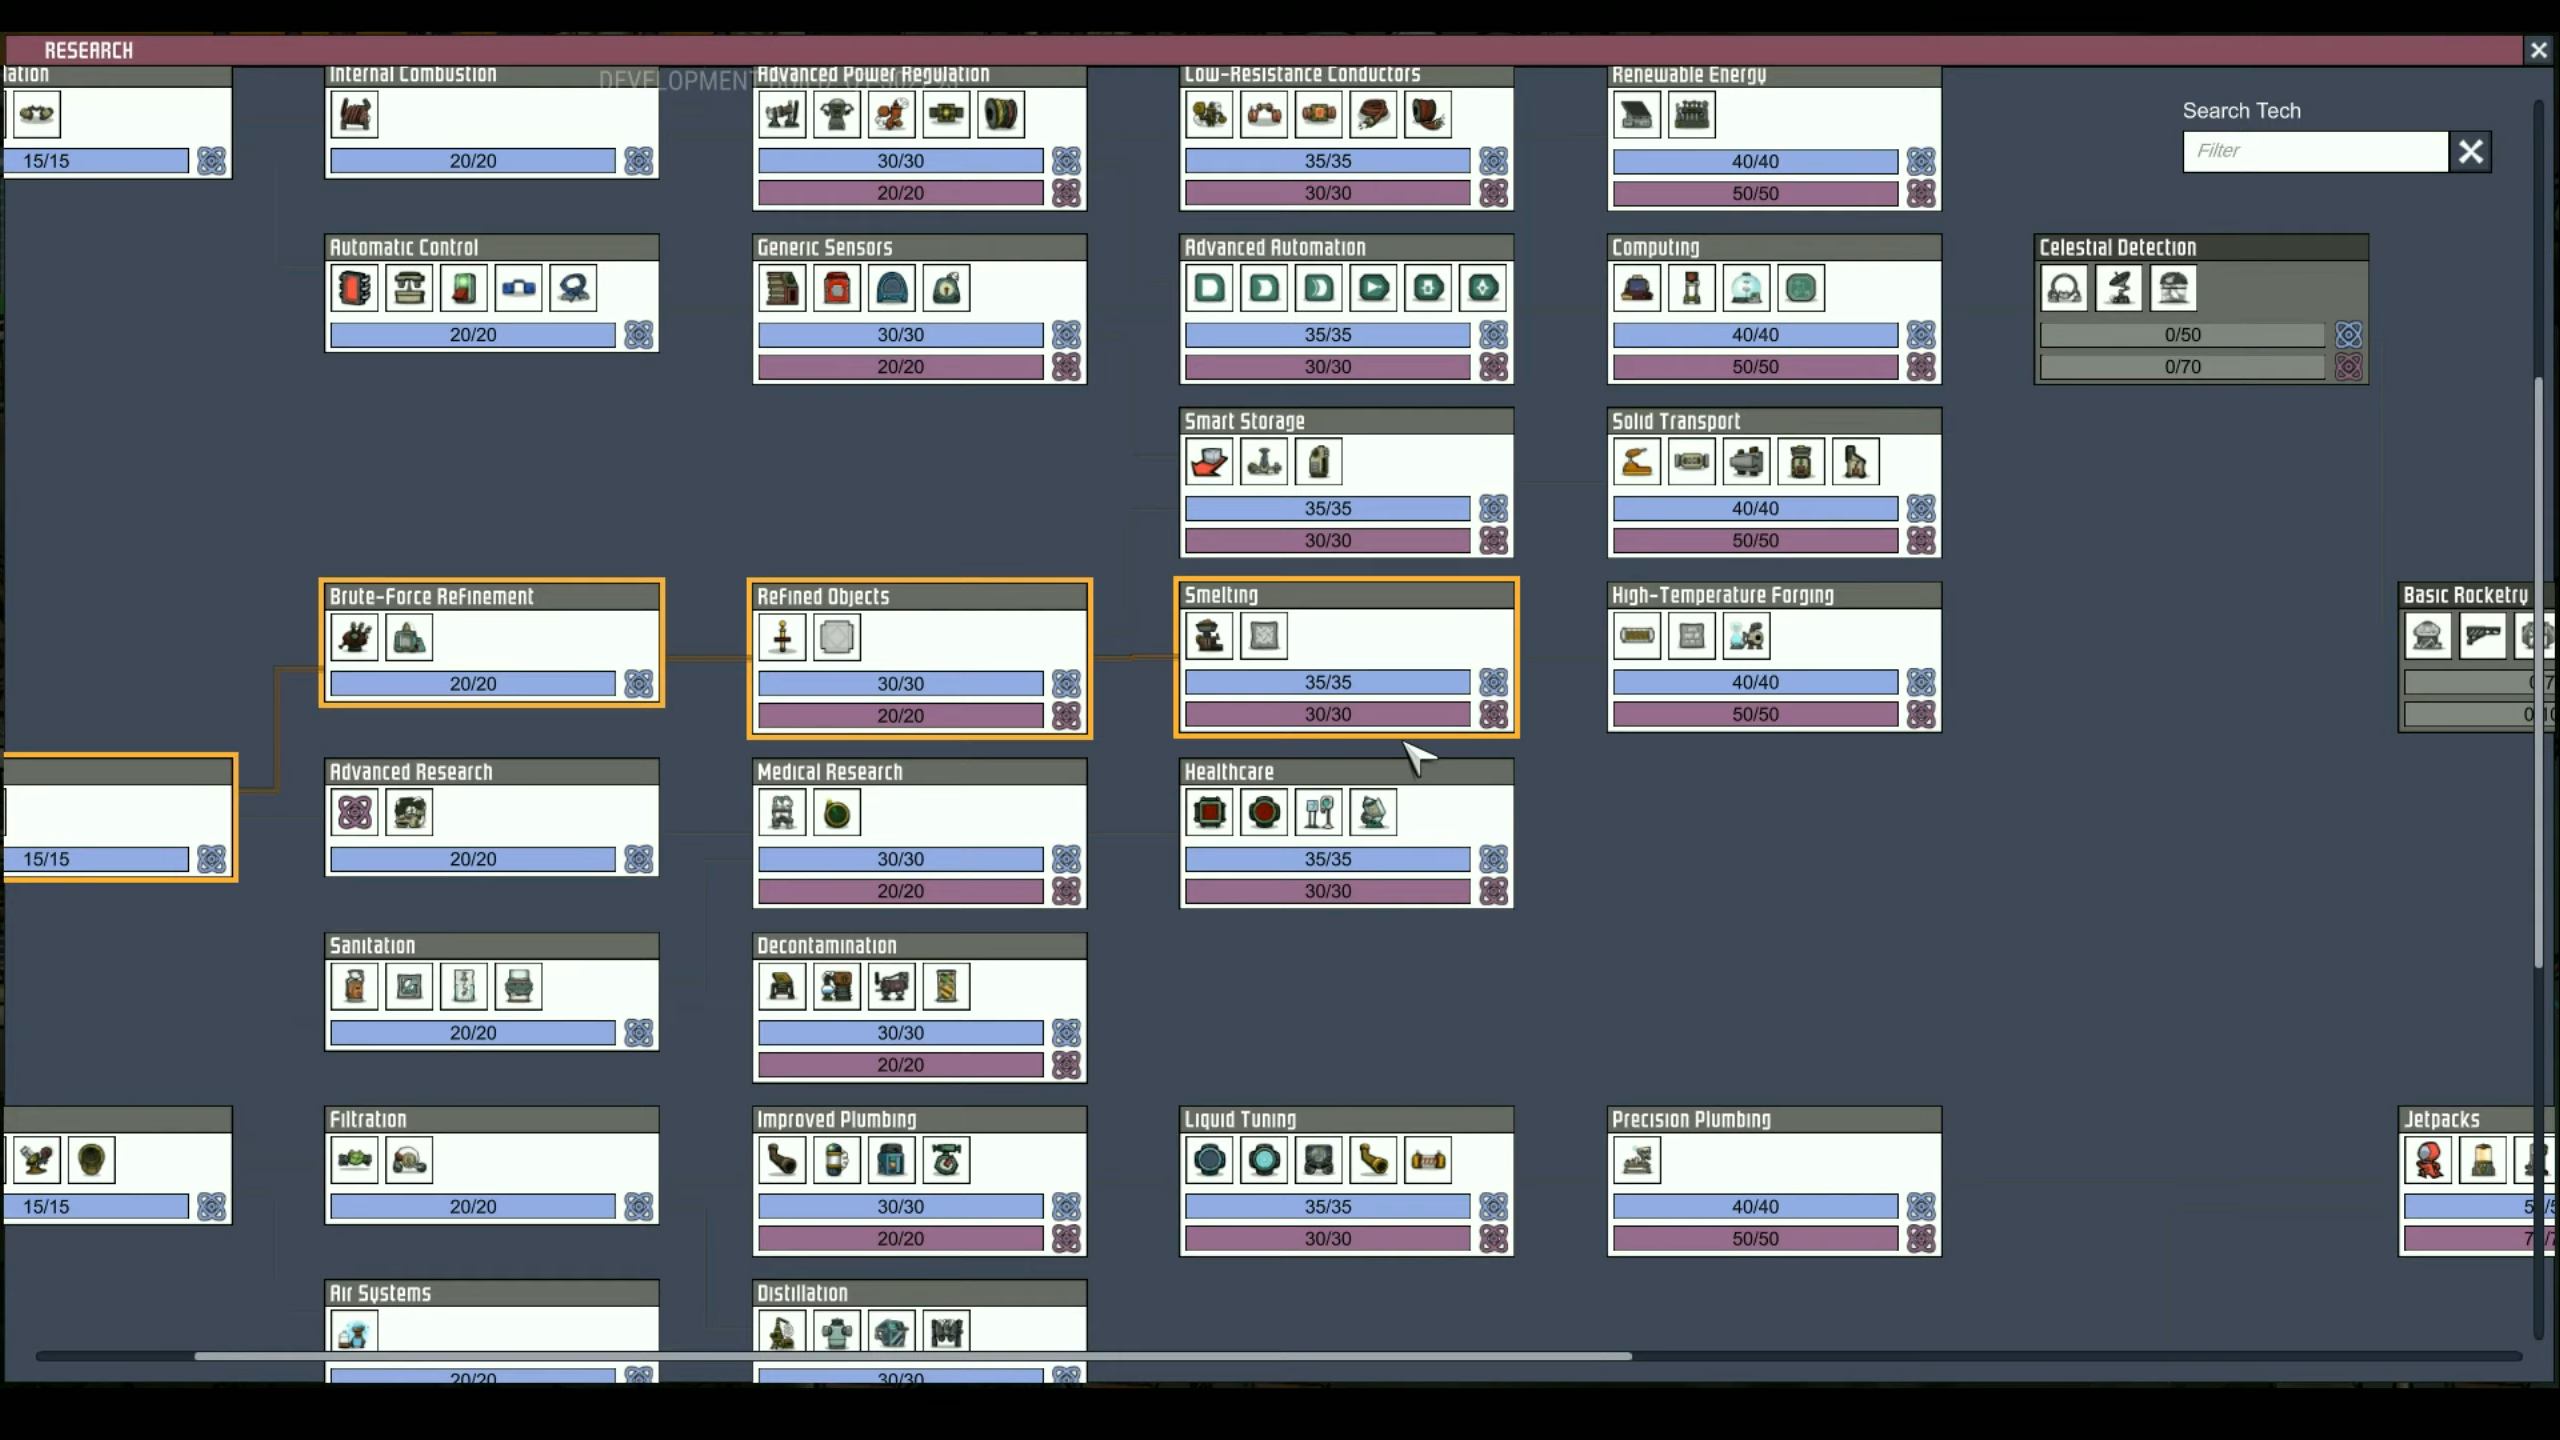 RESEARCH
lation
Internal Combustion
DEVELOPMENT
Advanced Power Regulation
Low-Resistance Conductors
Renewable Energy
Search Tech
Filter
15/15
20/20
30/30
35/35
40/40
20/20
30/30
50/50
Automatic Control
Generic Sensors
Advanced Automation
Computing
Celestial Detection
20/20
30/30
35/35
40/40
0/50
20/20
30/30
50/50
0/70
Smart Storage
Solid Transport
35/35
40/40
30/30
50/50
Brute-Force Refinement
Refined Objects
Smelting
High-Temperature Forging
Basic Rocketry
20/20
30/30
35/35
40/40
20/20
30/30
50/50
Advanced Research
Medical Research
Healthcare
15/15
20/20
30/30
35/35
20/20
30/30
Sanitation
Decontamination
20/20
30/30
20/20
Filtration
Improved Plumbing
Liquid Tuning
Precision Plumbing
Jetpacks
15/15
20/20
30/30
35/35
40/40
20/20
30/30
50/50
Air Systems
Distillation
20/20
30/30